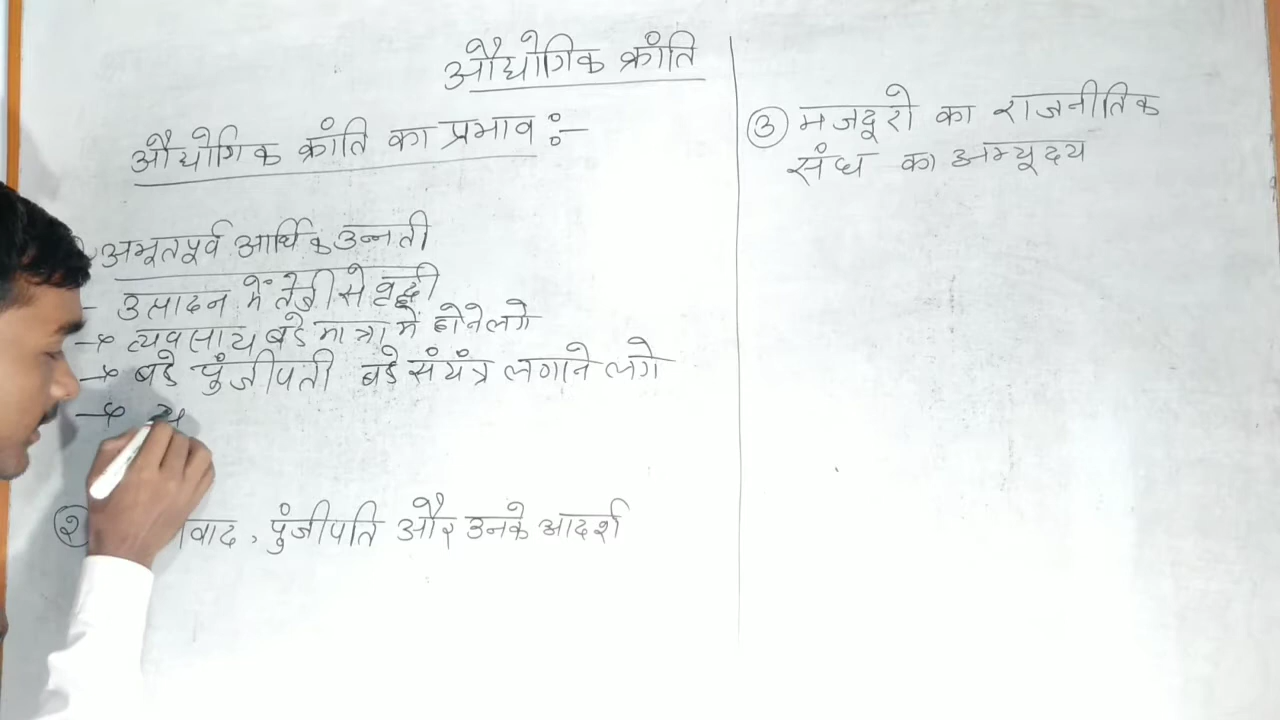 औद्योगिक क्रांति
औद्योगिक क्रांति का प्रभाव :-
अभूतपूर्व आर्थिक उन्नती
- उत्पादन में तेजी से वृद्धी
→ व्यवसाय बडे मात्रा में होने लगे
→ बडे पुंजीपती बडे संयंत्र लगाने लगे
→
२ वाद, पुंजीपति और उनके आदर्श
③ मजदूरो का राजनीतिक
संघ का अभ्यूदय